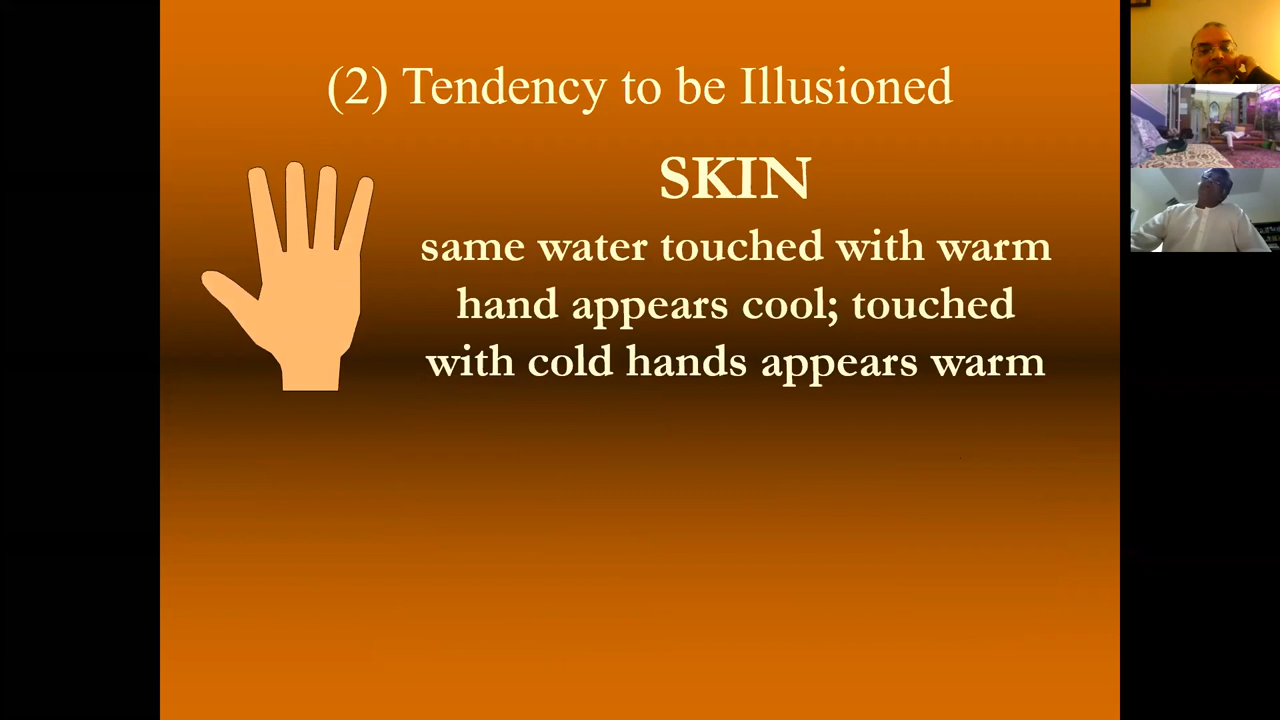 (2) Tendency to be Illusioned
SKIN
same water touched with warm
hand appears cool; touched
with cold hands appears warm